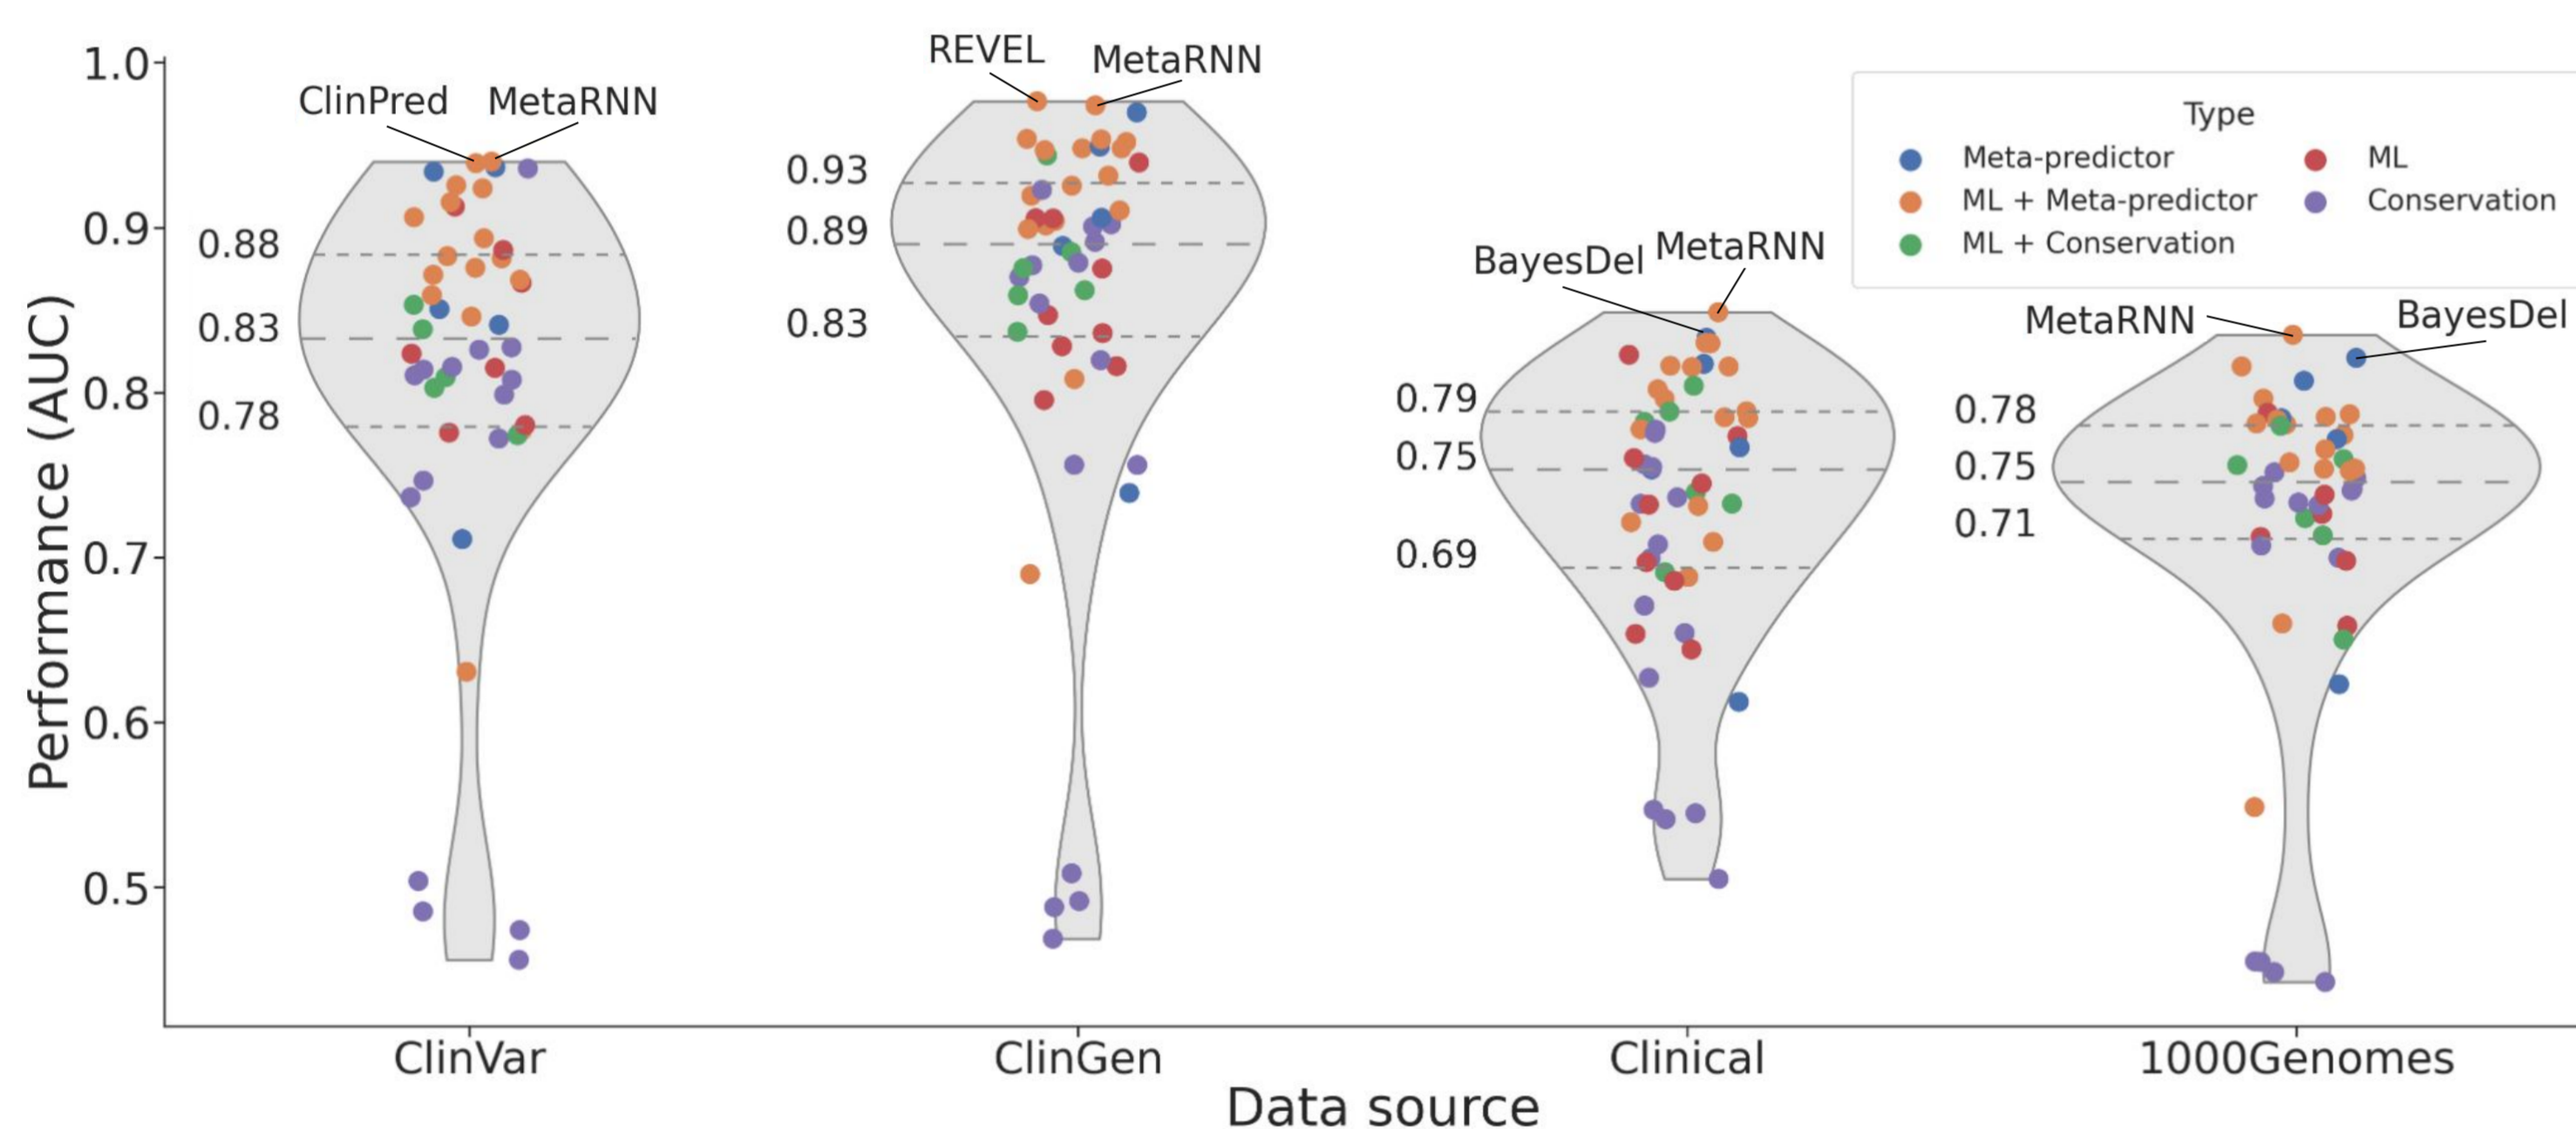 Performance (AUC)
1.0
0.9
0.8
0.7
0.6
0.5
ClinPred
MetaRNN
0.88
0.83
0.78
REVEL
MetaRNN
0.93
0.89
0.83
BayesDel
MetaRNN
0.79
0.75
0.69
MetaRNN
BayesDel
0.78
0.75
0.71
Type
Meta-predictor
ML + Meta-predictor
ML + Conservation
ML
Conservation
ClinVar
ClinGen
Clinical
1000Genomes
Data source